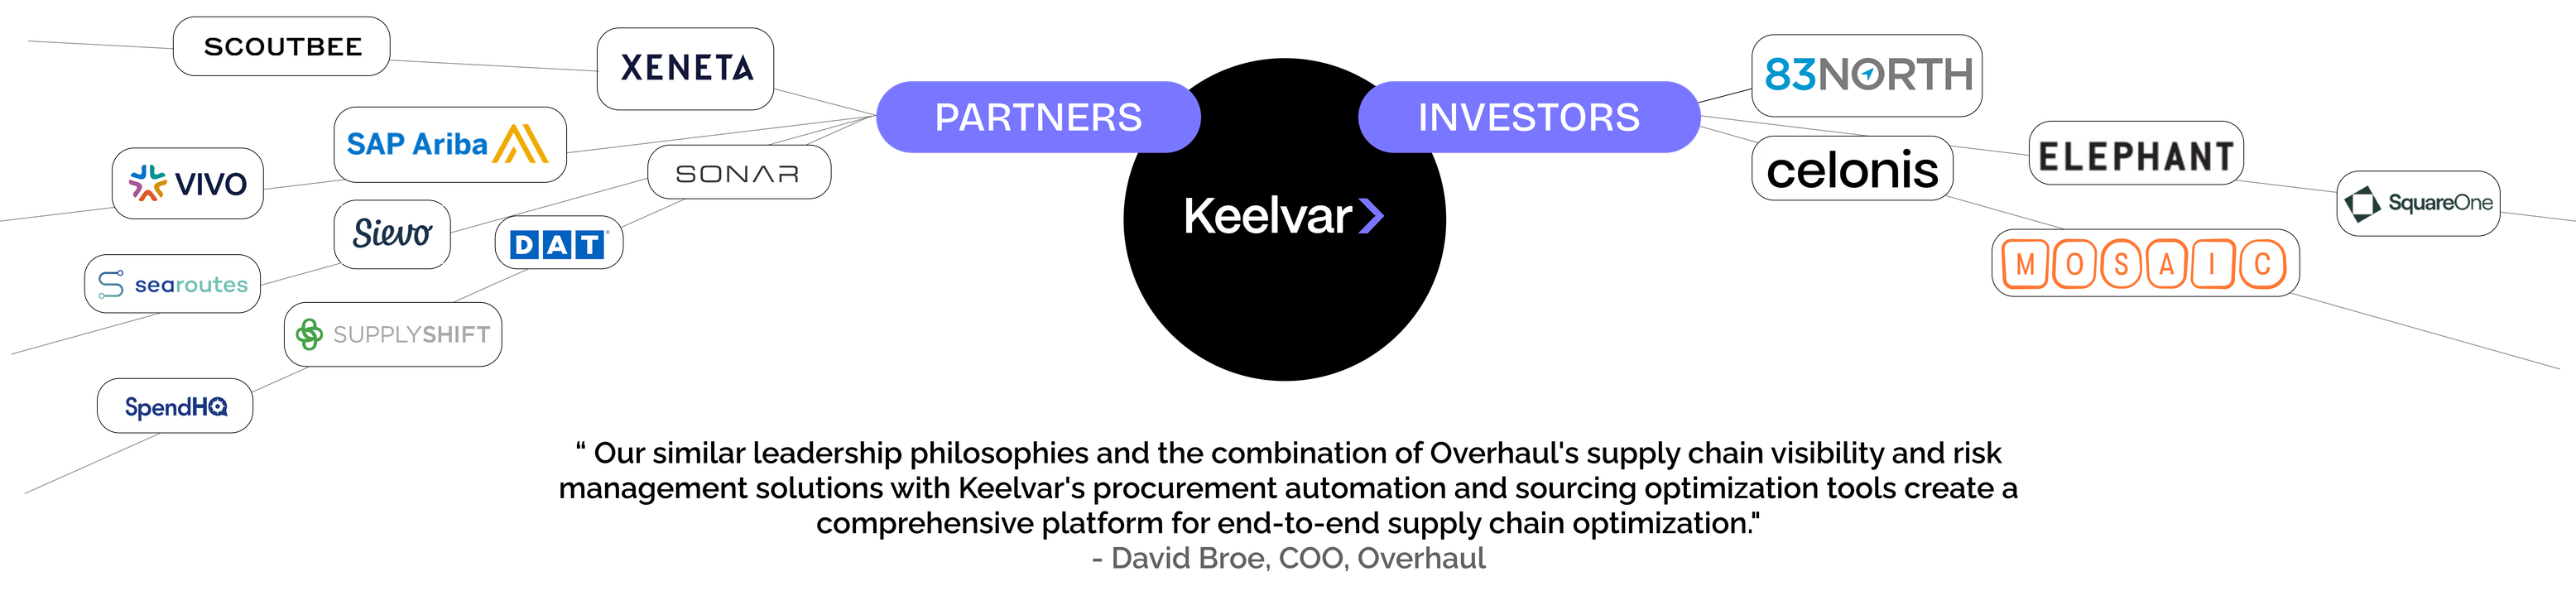 SCOUTBEE
XENETA
SAP Ariba
VIVO
SONAR
Sievo
DAT
searoutes
SUPPLYSHIFT
SpendHQ
PARTNERS
INVESTORS
Keelvar
83NORTH
celonis
ELEPHANT
SquareOne
MOSAIC
“ Our similar leadership philosophies and the combination of Overhaul's supply chain visibility and risk
management solutions with Keelvar's procurement automation and sourcing optimization tools create a
comprehensive platform for end-to-end supply chain optimization."
- David Broe, COO, Overhaul